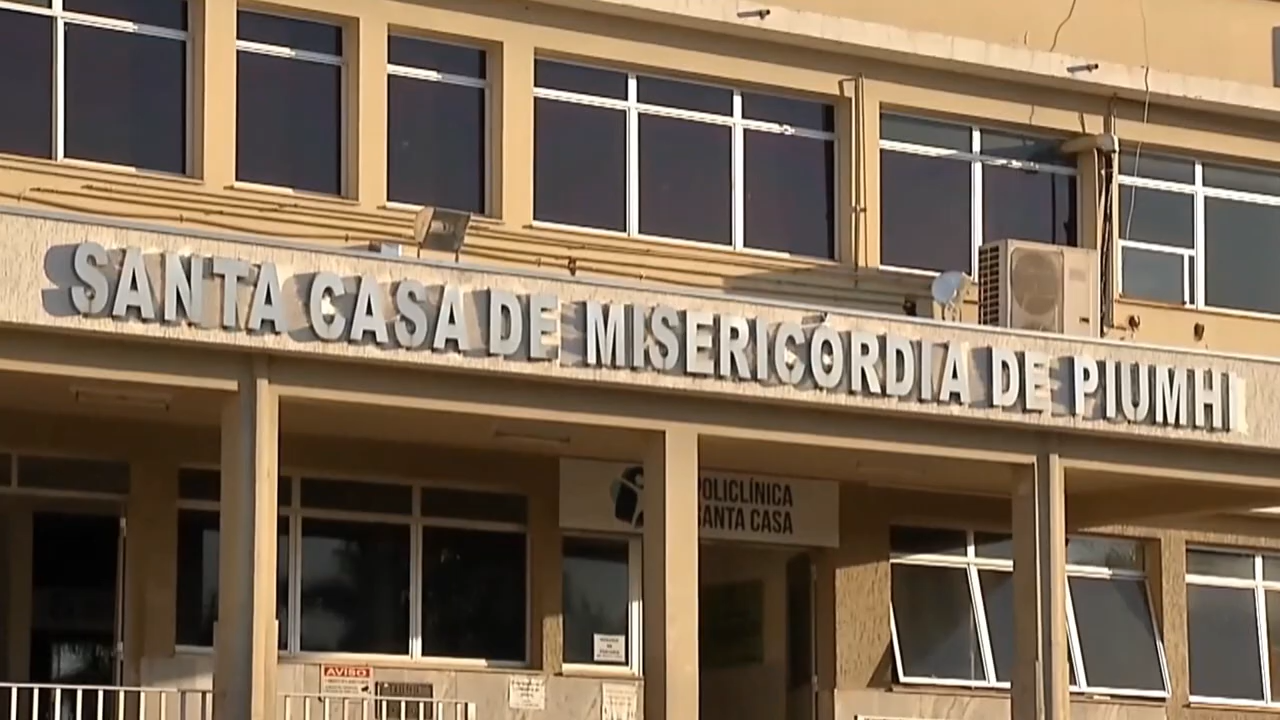 SANTA CASA DE MISERICÓRDIA DE PIUMHI
POLICLÍNICA
SANTA CASA
AVISO